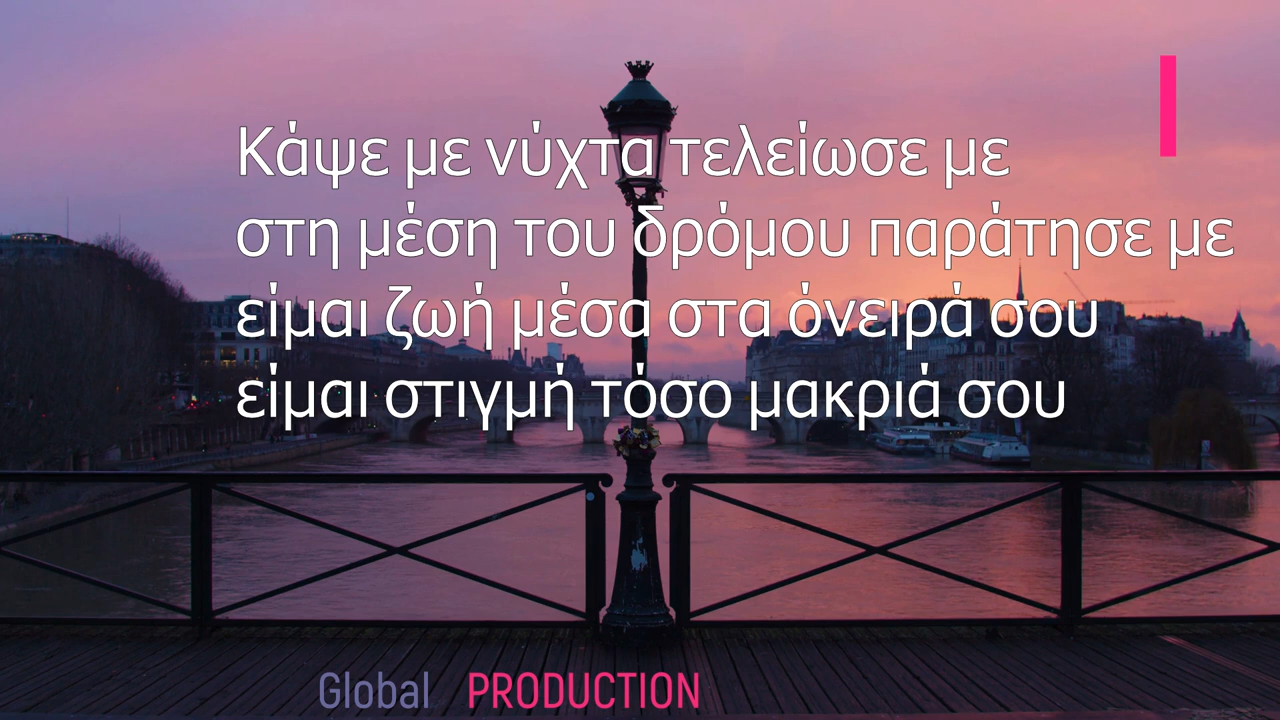 Κάψε με νύχτα τελείωσε με
στη μέση του δρόμου παράτησε με
είμαι ζωή μέσα στα όνειρά σου
είμαι στιγμή τόσο μακριά σου
Global PRODUCTION